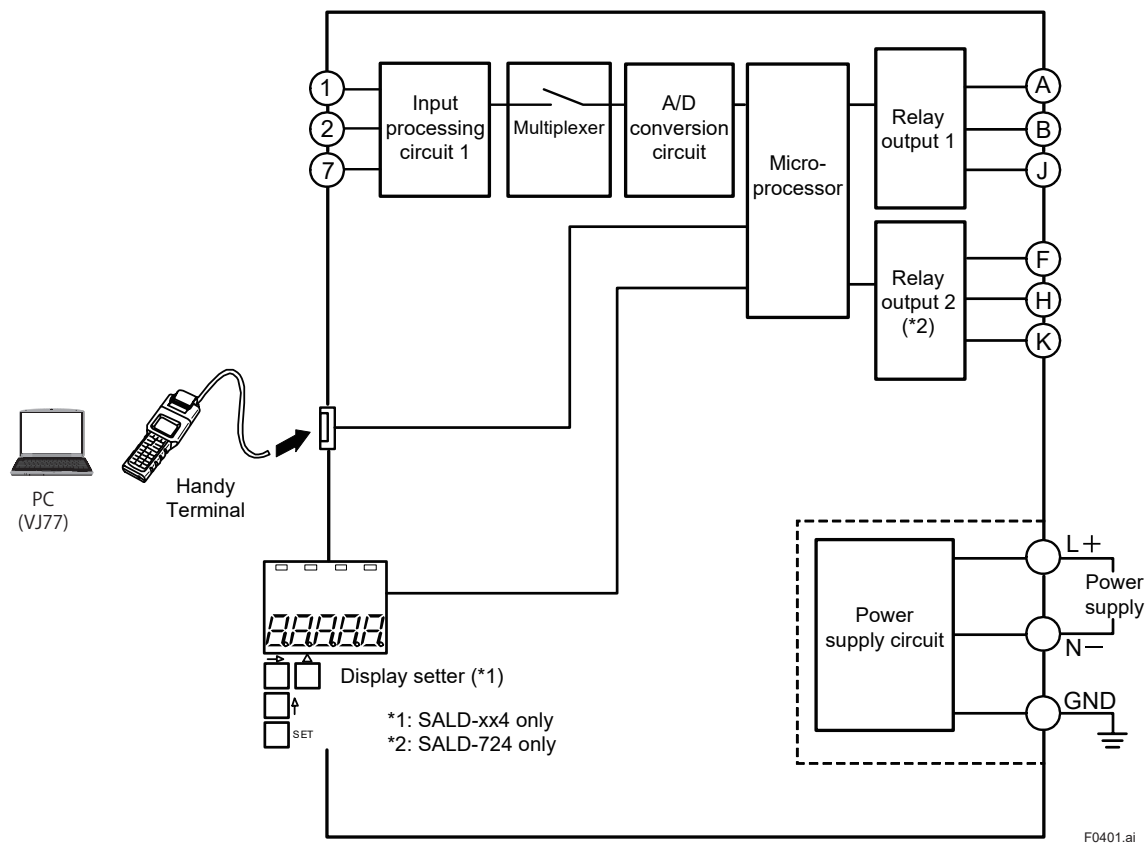 1
2
7
Input
processing
circuit 1
Multiplexer
A/D
conversion
circuit
Micro-
processor
Relay
output 1
A
B
J
Relay
output 2
(*2)
F
H
K
PC
(VJ77)
Handy
Terminal
88888
Display setter (*1)
SET
*1: SALD-xx4 only
*2: SALD-724 only
Power
supply circuit
L+
Power
supply
N−
GND
F0401.ai